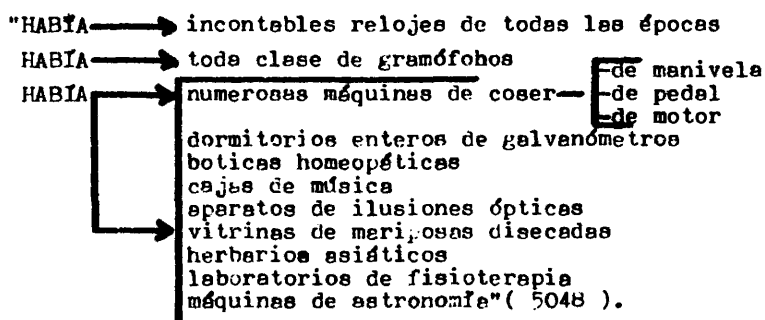 "HABÍA incontables relojes de todas las épocas
HABÍA toda clase de gramófohos
HABÍA numerosas máquinas de coser
de manivela
de pedal
de motor
dormitorios enteros de galvanómetros
boticas homeopáticas
cajas de música
aparatos de ilusiones ópticas
vitrinas de mariposas disecadas
herbarios asiáticos
laboratorios de fisioterapia
máquinas de astronomía"( 5048 ).